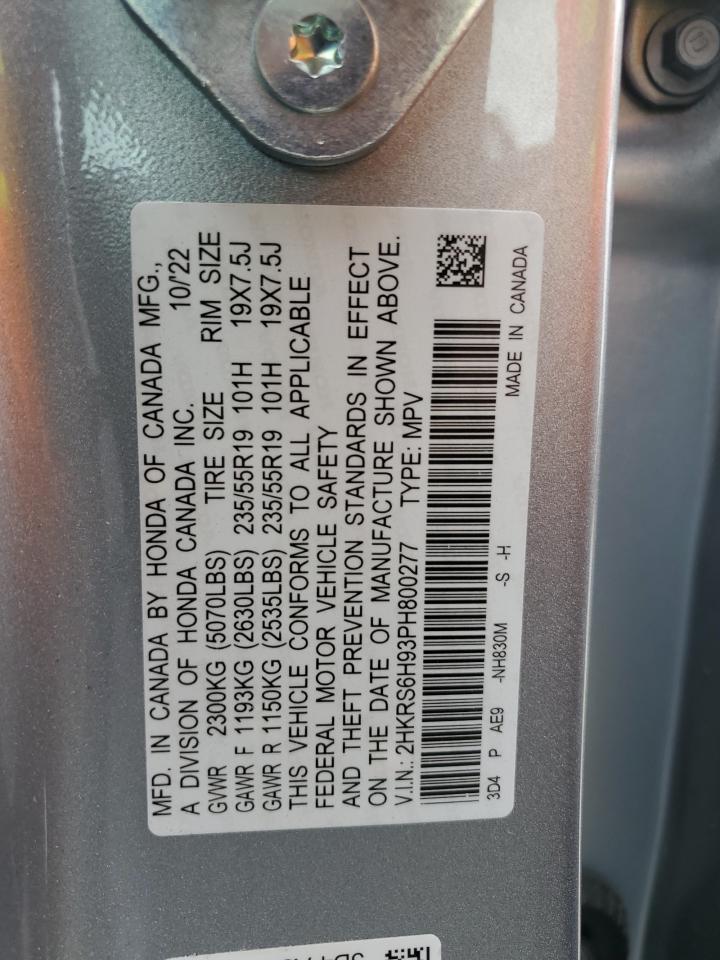 MFD. IN CANADA BY HONDA OF CANADA MFG.,
A DIVISION OF HONDA CANADA INC. 10/'22
GVWR 2300KG (5070LBS) TIRE SIZE RIM SIZE
GAWR F 1193KG (2630LBS) 235/55R19 101H 19X7.5J
GAWR R 1150KG (2535LBS) 235/55R19 101H 19X7.5J
THIS VEHICLE CONFORMS TO ALL APPLICABLE
FEDERAL MOTOR VEHICLE SAFETY
AND THEFT PREVENTION STANDARDS IN EFFECT
ON THE DATE OF MANUFACTURE SHOWN ABOVE.
V.I.N.: 2HKRS6H93PH800277 TYPE: MPV
3D4 P AE9 -NH830M -S -H MADE IN CANADA